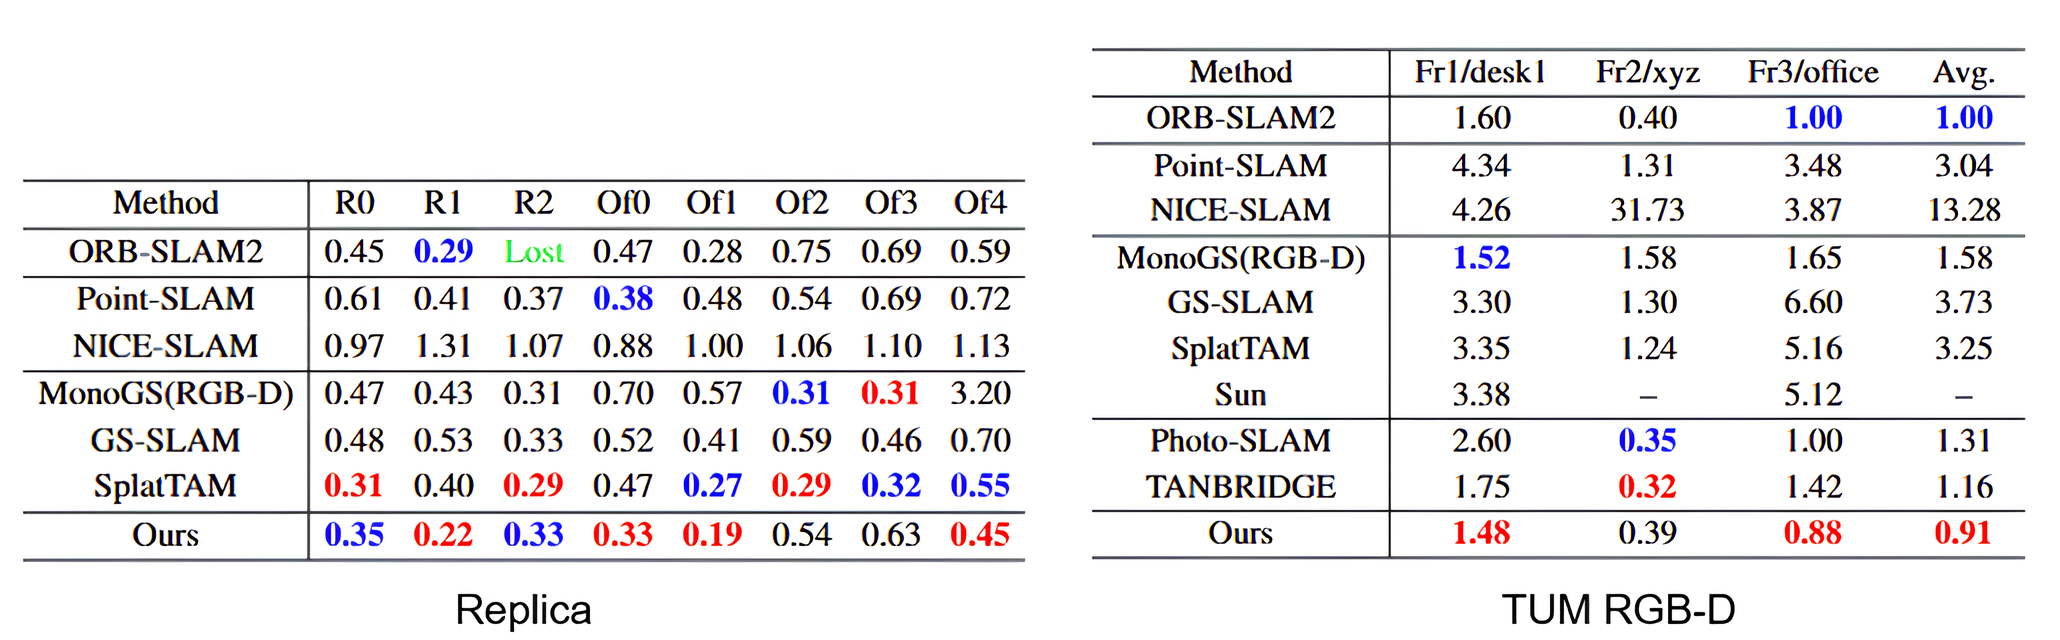 Method R0 R1 R2 Of0 Of1 Of2 Of3 Of4
ORB-SLAM2 0.45 0.29 Lost 0.47 0.28 0.75 0.69 0.59
Point-SLAM 0.61 0.41 0.37 0.38 0.48 0.54 0.69 0.72
NICE-SLAM 0.97 1.31 1.07 0.88 1.00 1.06 1.10 1.13
MonoGS(RGB-D) 0.47 0.43 0.31 0.70 0.57 0.31 0.31 3.20
GS-SLAM 0.48 0.53 0.33 0.52 0.41 0.59 0.46 0.70
SplatTAM 0.31 0.40 0.29 0.47 0.27 0.29 0.32 0.55
Ours 0.35 0.22 0.33 0.33 0.19 0.54 0.63 0.45
Replica
Method Fr1/desk1 Fr2/xyz Fr3/office Avg.
ORB-SLAM2 1.60 0.40 1.00 1.00
Point-SLAM 4.34 1.31 3.48 3.04
NICE-SLAM 4.26 31.73 3.87 13.28
MonoGS(RGB-D) 1.52 1.58 1.65 1.58
GS-SLAM 3.30 1.30 6.60 3.73
SplatTAM 3.35 1.24 5.16 3.25
Sun 3.38 – 5.12 –
Photo-SLAM 2.60 0.35 1.00 1.31
TANBRIDGE 1.75 0.32 1.42 1.16
Ours 1.48 0.39 0.88 0.91
TUM RGB-D